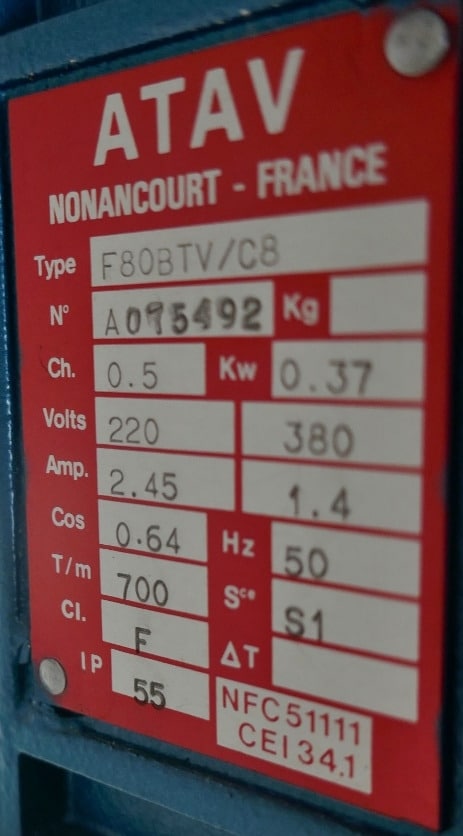 ATAV
NONANCOURT - FRANCE
Type F80BTV/C8
N° A095492 Kg
Ch. 0.5 Kw 0.37
Volts 220 380
Amp. 2.45 1.4
Cos 0.64 Hz 50
T/m 700 Sce S1
Cl. F ΔT
IP 55
NFC51111
CEI34.1